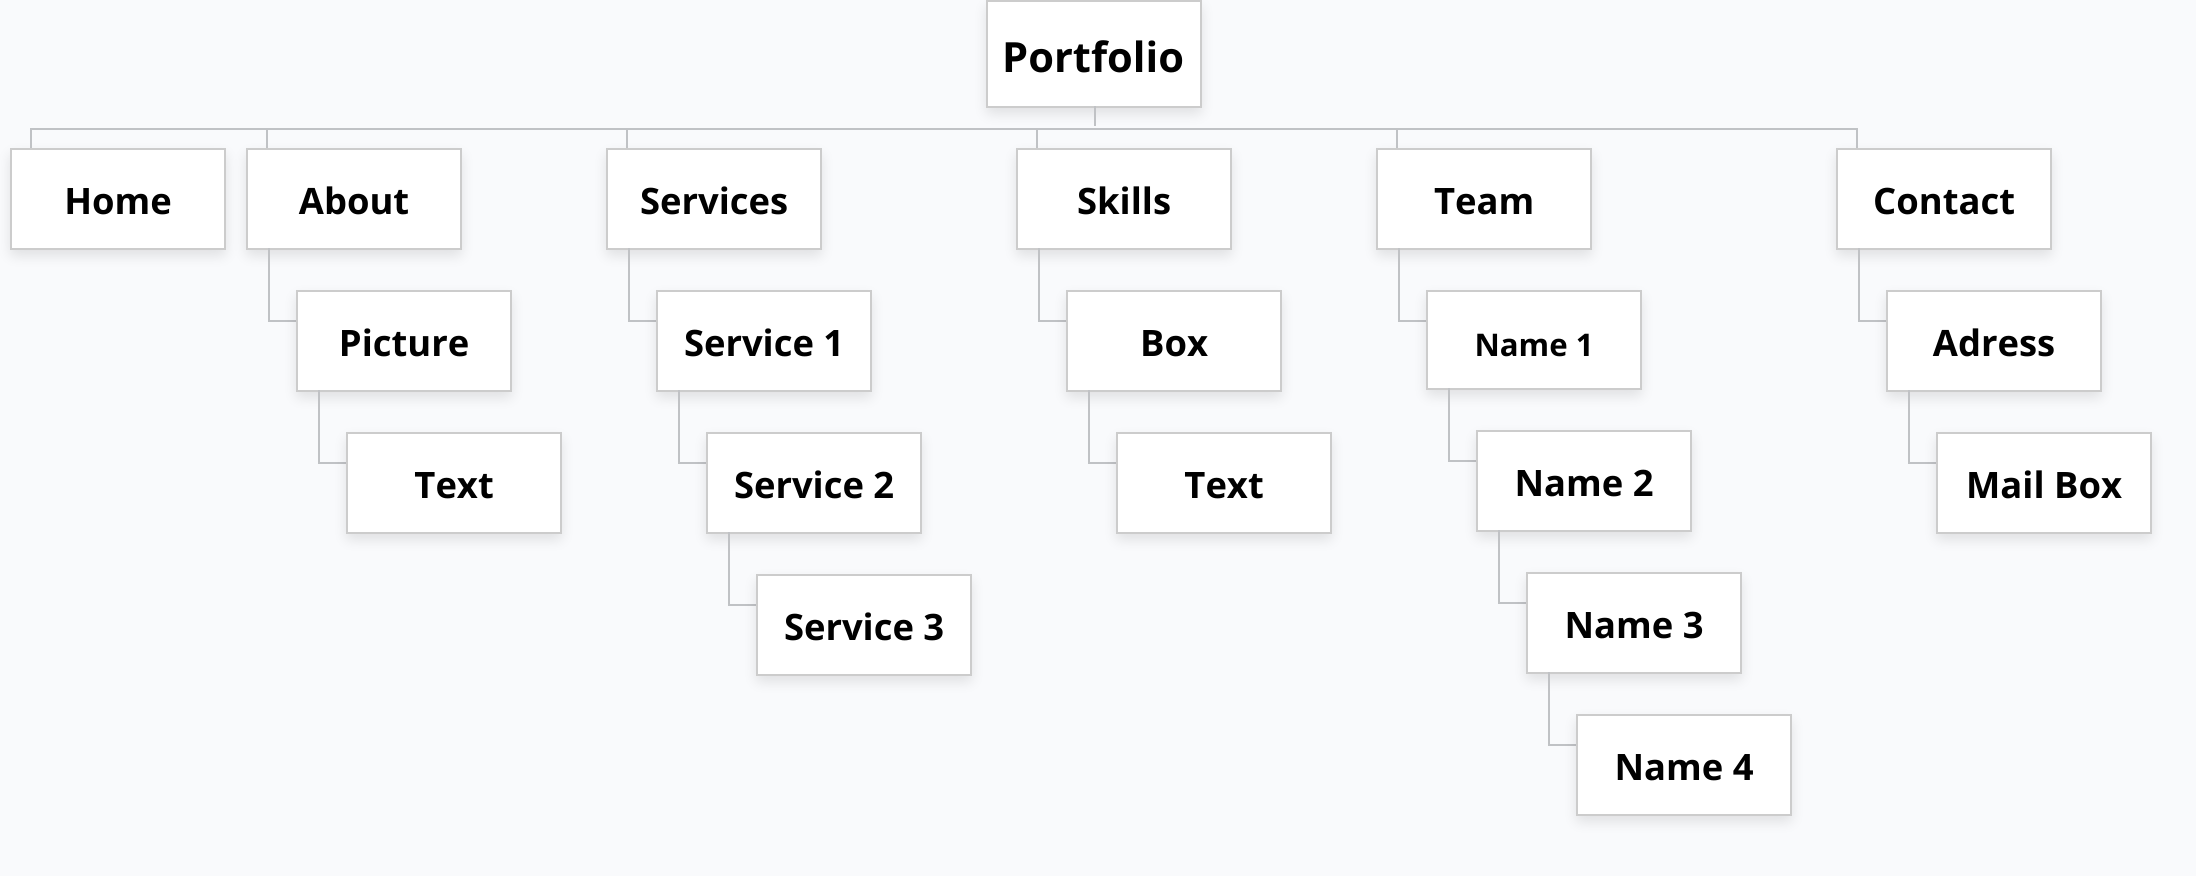 Portfolio
Home
About
Services
Skills
Team
Contact
Picture
Service 1
Box
Name 1
Adress
Text
Service 2
Text
Name 2
Mail Box
Service 3
Name 3
Name 4